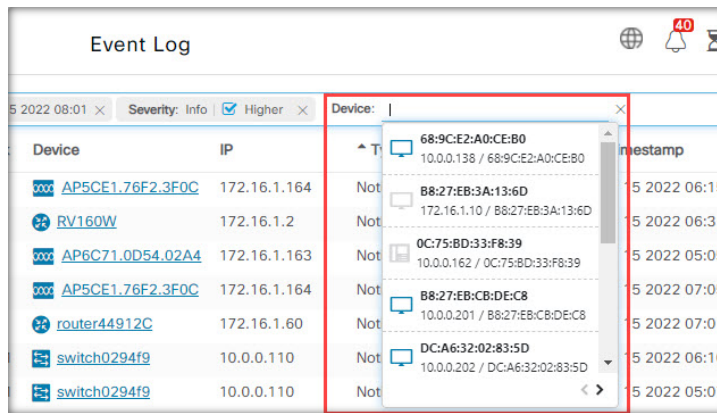 Event Log
40
5 2022 08:01 × Severity: Info | Higher × Device: ×
Device IP
mestamp
68:9C:E2:A0:CE:B0
10.0.0.138 / 68:9C:E2:A0:CE:B0
B8:27:EB:3A:13:6D
172.16.1.10 / B8:27:EB:3A:13:6D
0C:75:BD:33:F8:39
10.0.0.162 / 0C:75:BD:33:F8:39
B8:27:EB:CB:DE:C8
10.0.0.201 / B8:27:EB:CB:DE:C8
DC:A6:32:02:83:5D
10.0.0.202 / DC:A6:32:02:83:5D
AP5CE1.76F2.3F0C 172.16.1.164 Not 15 2022 06:1
RV160W 172.16.1.2 Not 5 2022 06:3
AP6C71.0D54.02A4 172.16.1.163 Not 5 2022 05:0
AP5CE1.76F2.3F0C 172.16.1.164 Not 5 2022 07:0
router44912C 172.16.1.60 Not 5 2022 07:0
switch0294f9 10.0.0.110 Not 15 2022 06:1
switch0294f9 10.0.0.110 Not 15 2022 05:0